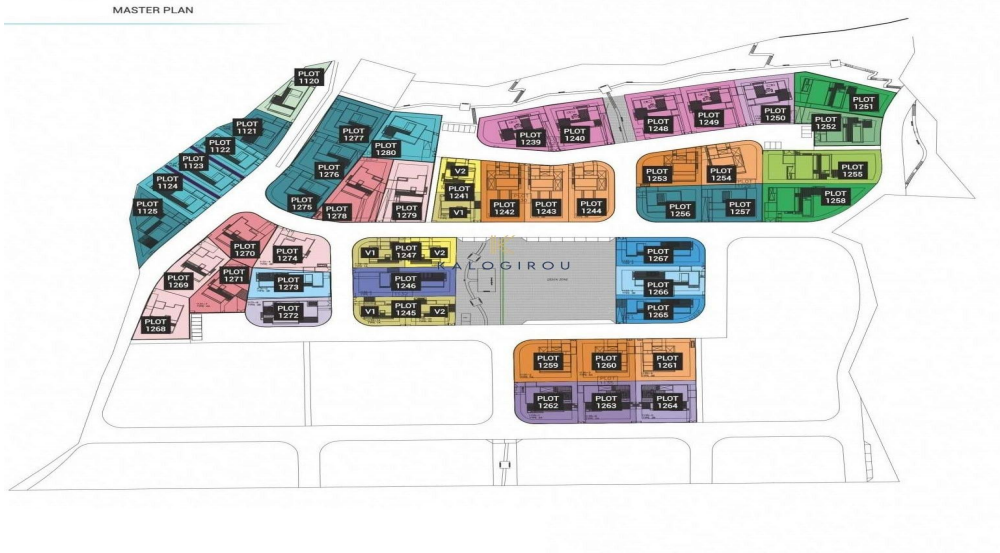 MASTER PLAN
PLOT
1120
PLOT
1121
PLOT
1122
PLOT
1123
PLOT
1124
PLOT
1125
PLOT
1277
PLOT
1280
PLOT
1276
PLOT
1275
PLOT
1278
PLOT
1279
PLOT
1239
PLOT
1240
PLOT
1248
PLOT
1249
PLOT
1250
PLOT
1251
PLOT
1252
V2
PLOT
1241
V1
PLOT
1242
PLOT
1243
PLOT
1244
PLOT
1253
PLOT
1254
PLOT
1255
PLOT
1256
PLOT
1257
PLOT
1258
PLOT
1270
PLOT
1274
PLOT
1269
PLOT
1271
PLOT
1273
PLOT
1268
PLOT
1272
V1
PLOT
1247
V2
KALOGIROU
PLOT
1246
V1
PLOT
1245
V2
PLOT
1267
PLOT
1266
PLOT
1265
PLOT
1259
PLOT
1260
PLOT
1261
PLOT
1262
PLOT
1263
PLOT
1264